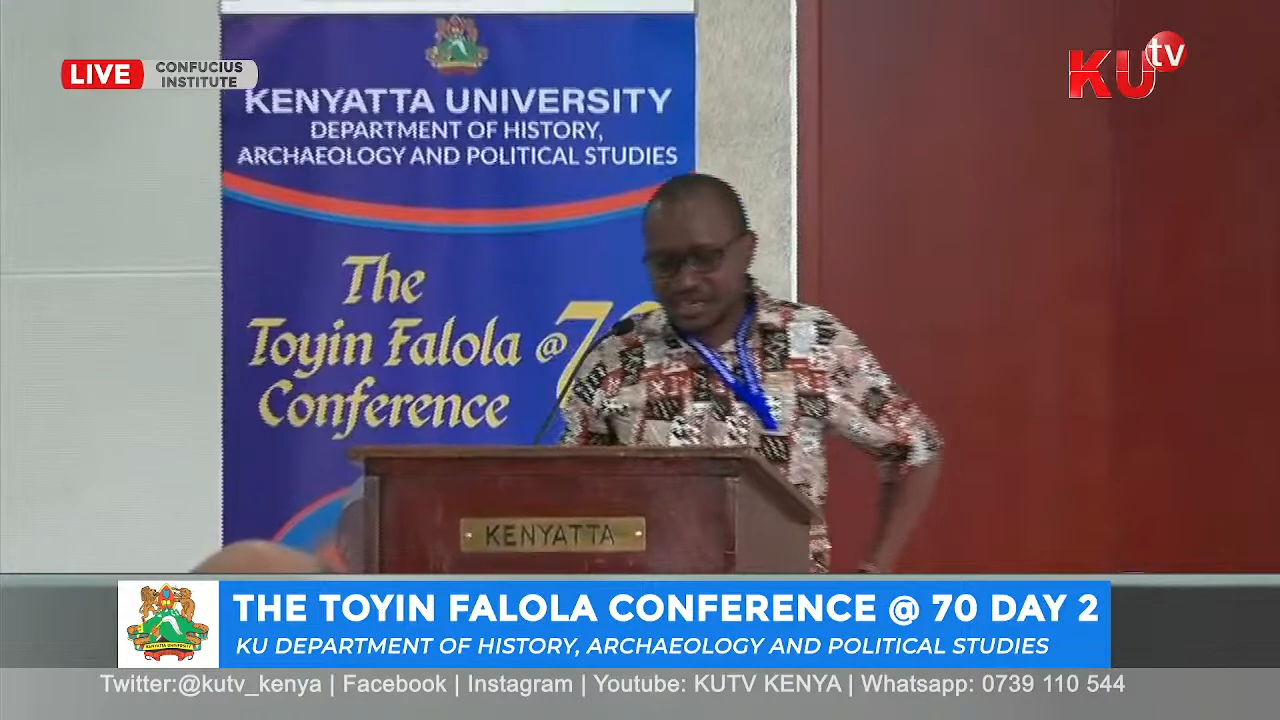 LIVE
CONFUCIUS
INSTITUTE
KU tv
KENYATTA UNIVERSITY
DEPARTMENT OF HISTORY,
ARCHAEOLOGY AND POLITICAL STUDIES
The
Toyin Falola @70
Conference
KENYATTA
THE TOYIN FALOLA CONFERENCE @ 70 DAY 2
KU DEPARTMENT OF HISTORY, ARCHAEOLOGY AND POLITICAL STUDIES
KENYATTA UNIVERSITY
Twitter:@kutv_kenya | Facebook | Instagram | Youtube: KUTV KENYA | Whatsapp: 0739 110 544